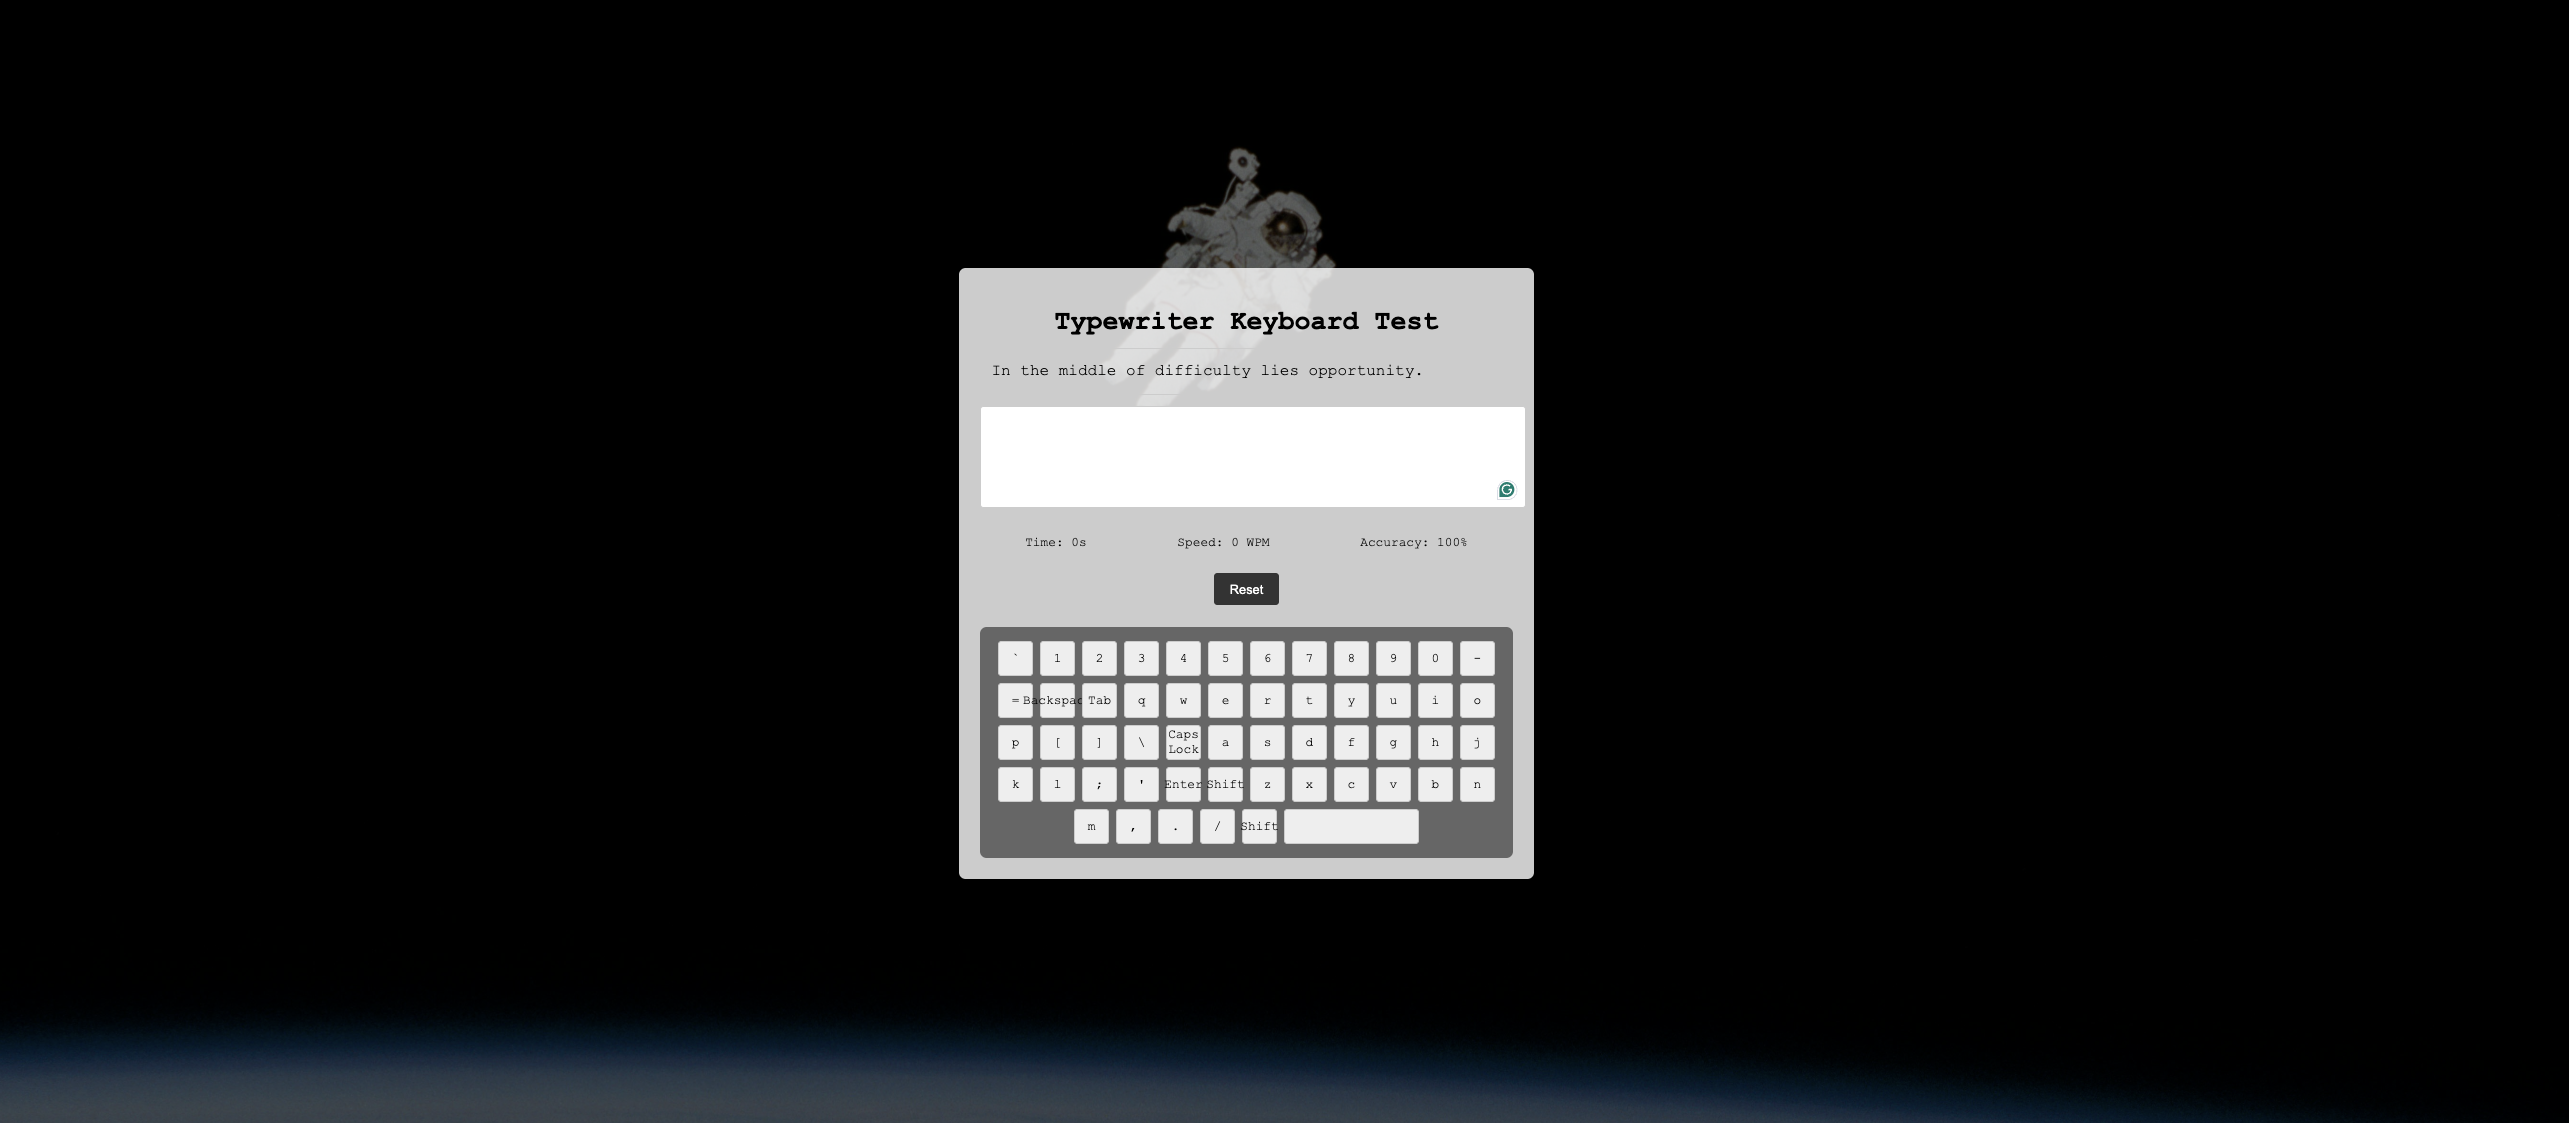 Typewriter Keyboard Test
In the middle of difficulty lies opportunity.
Time: 0s Speed: 0 WPM Accuracy: 100%
Reset
` 1 2 3 4 5 6 7 8 9 0 -
= Backspac Tab q w e r t y u i o
p [ ] \ Caps Lock a s d f g h j
k l ; ' Enter Shift z x c v b n
m , . / Shift